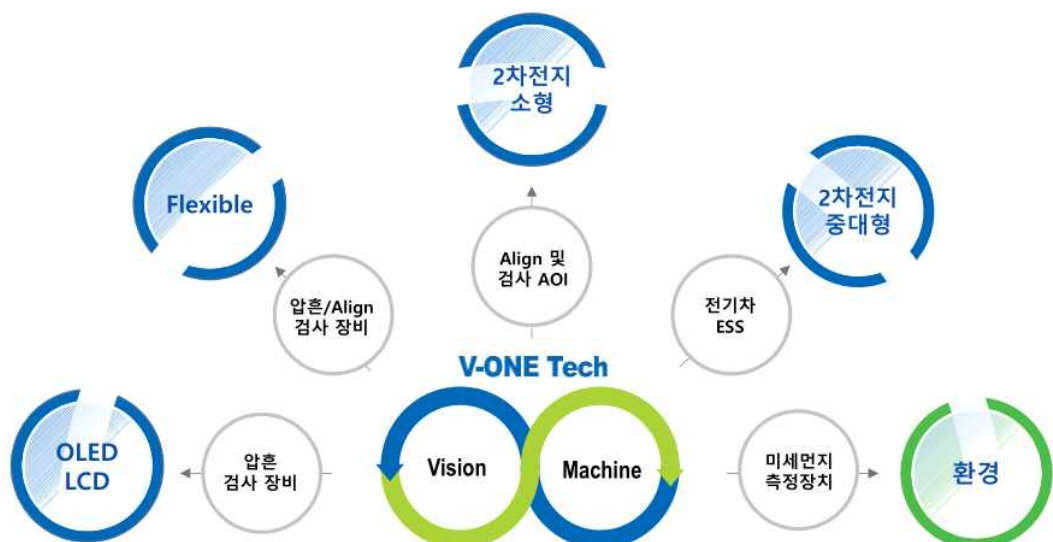 2차전지
소형
Flexible
2차전지
중대형
Align 및
검사 AOI
압흔/Align
검사 장비
전기차
ESS
V-ONE Tech
OLED
LCD
압흔
검사 장비
Vision
Machine
미세먼지
측정장치
환경